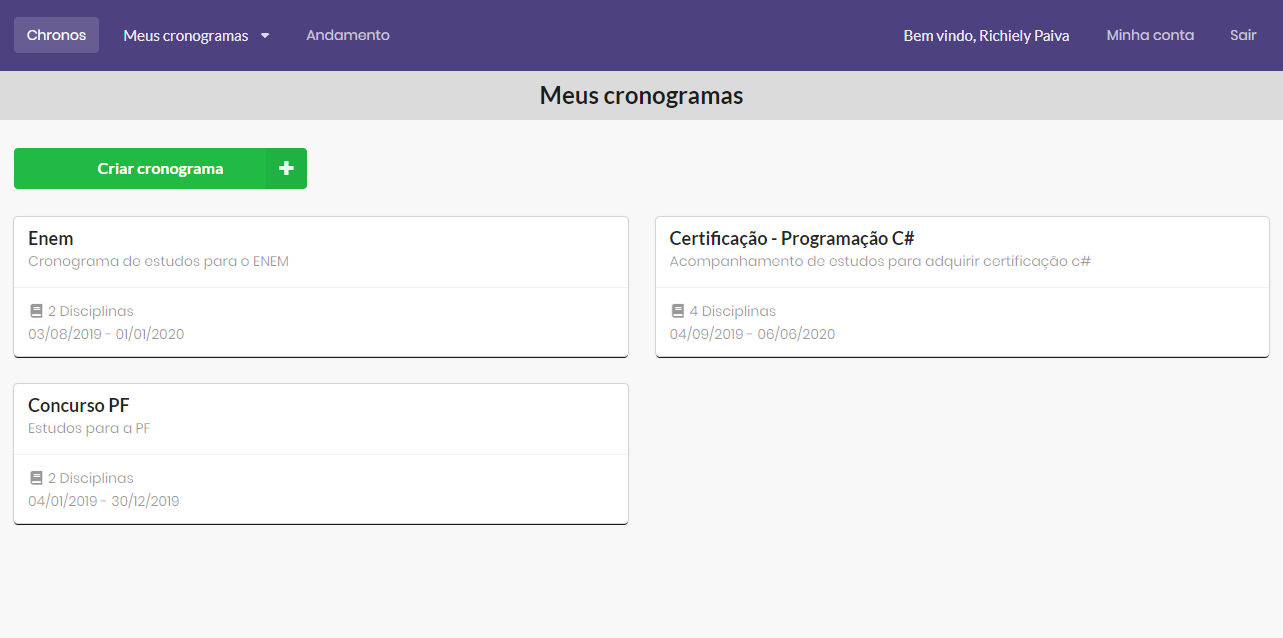 Chronos Meus cronogramas Andamento Bem vindo, Richiely Paiva Minha conta Sair
Meus cronogramas
Criar cronograma
Enem
Cronograma de estudos para o ENEM
2 Disciplinas
03/08/2019 - 01/01/2020
Certificação - Programação C#
Acompanhamento de estudos para adquirir certificação c#
4 Disciplinas
04/09/2019 - 06/06/2020
Concurso PF
Estudos para a PF
2 Disciplinas
04/01/2019 - 30/12/2019